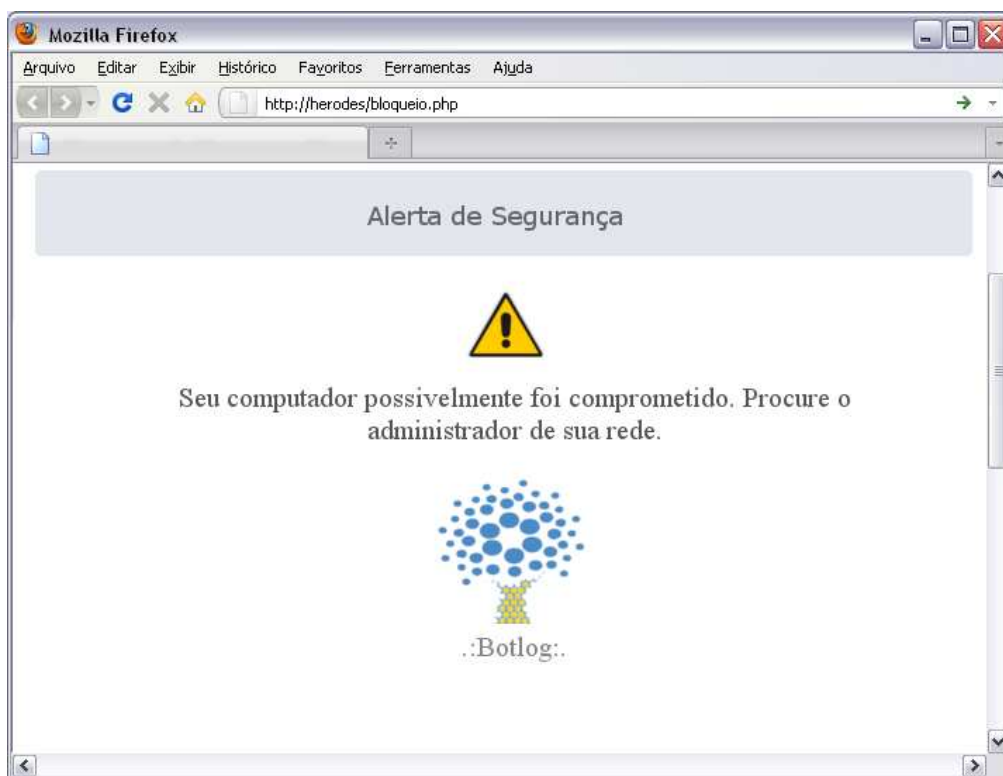 Mozilla Firefox
Arquivo Editar Exibir Histórico Favoritos Ferramentas Ajuda
http://herodes/bloqueio.php
Alerta de Segurança
Seu computador possivelmente foi comprometido. Procure o
administrador de sua rede.
.:Botlog:.